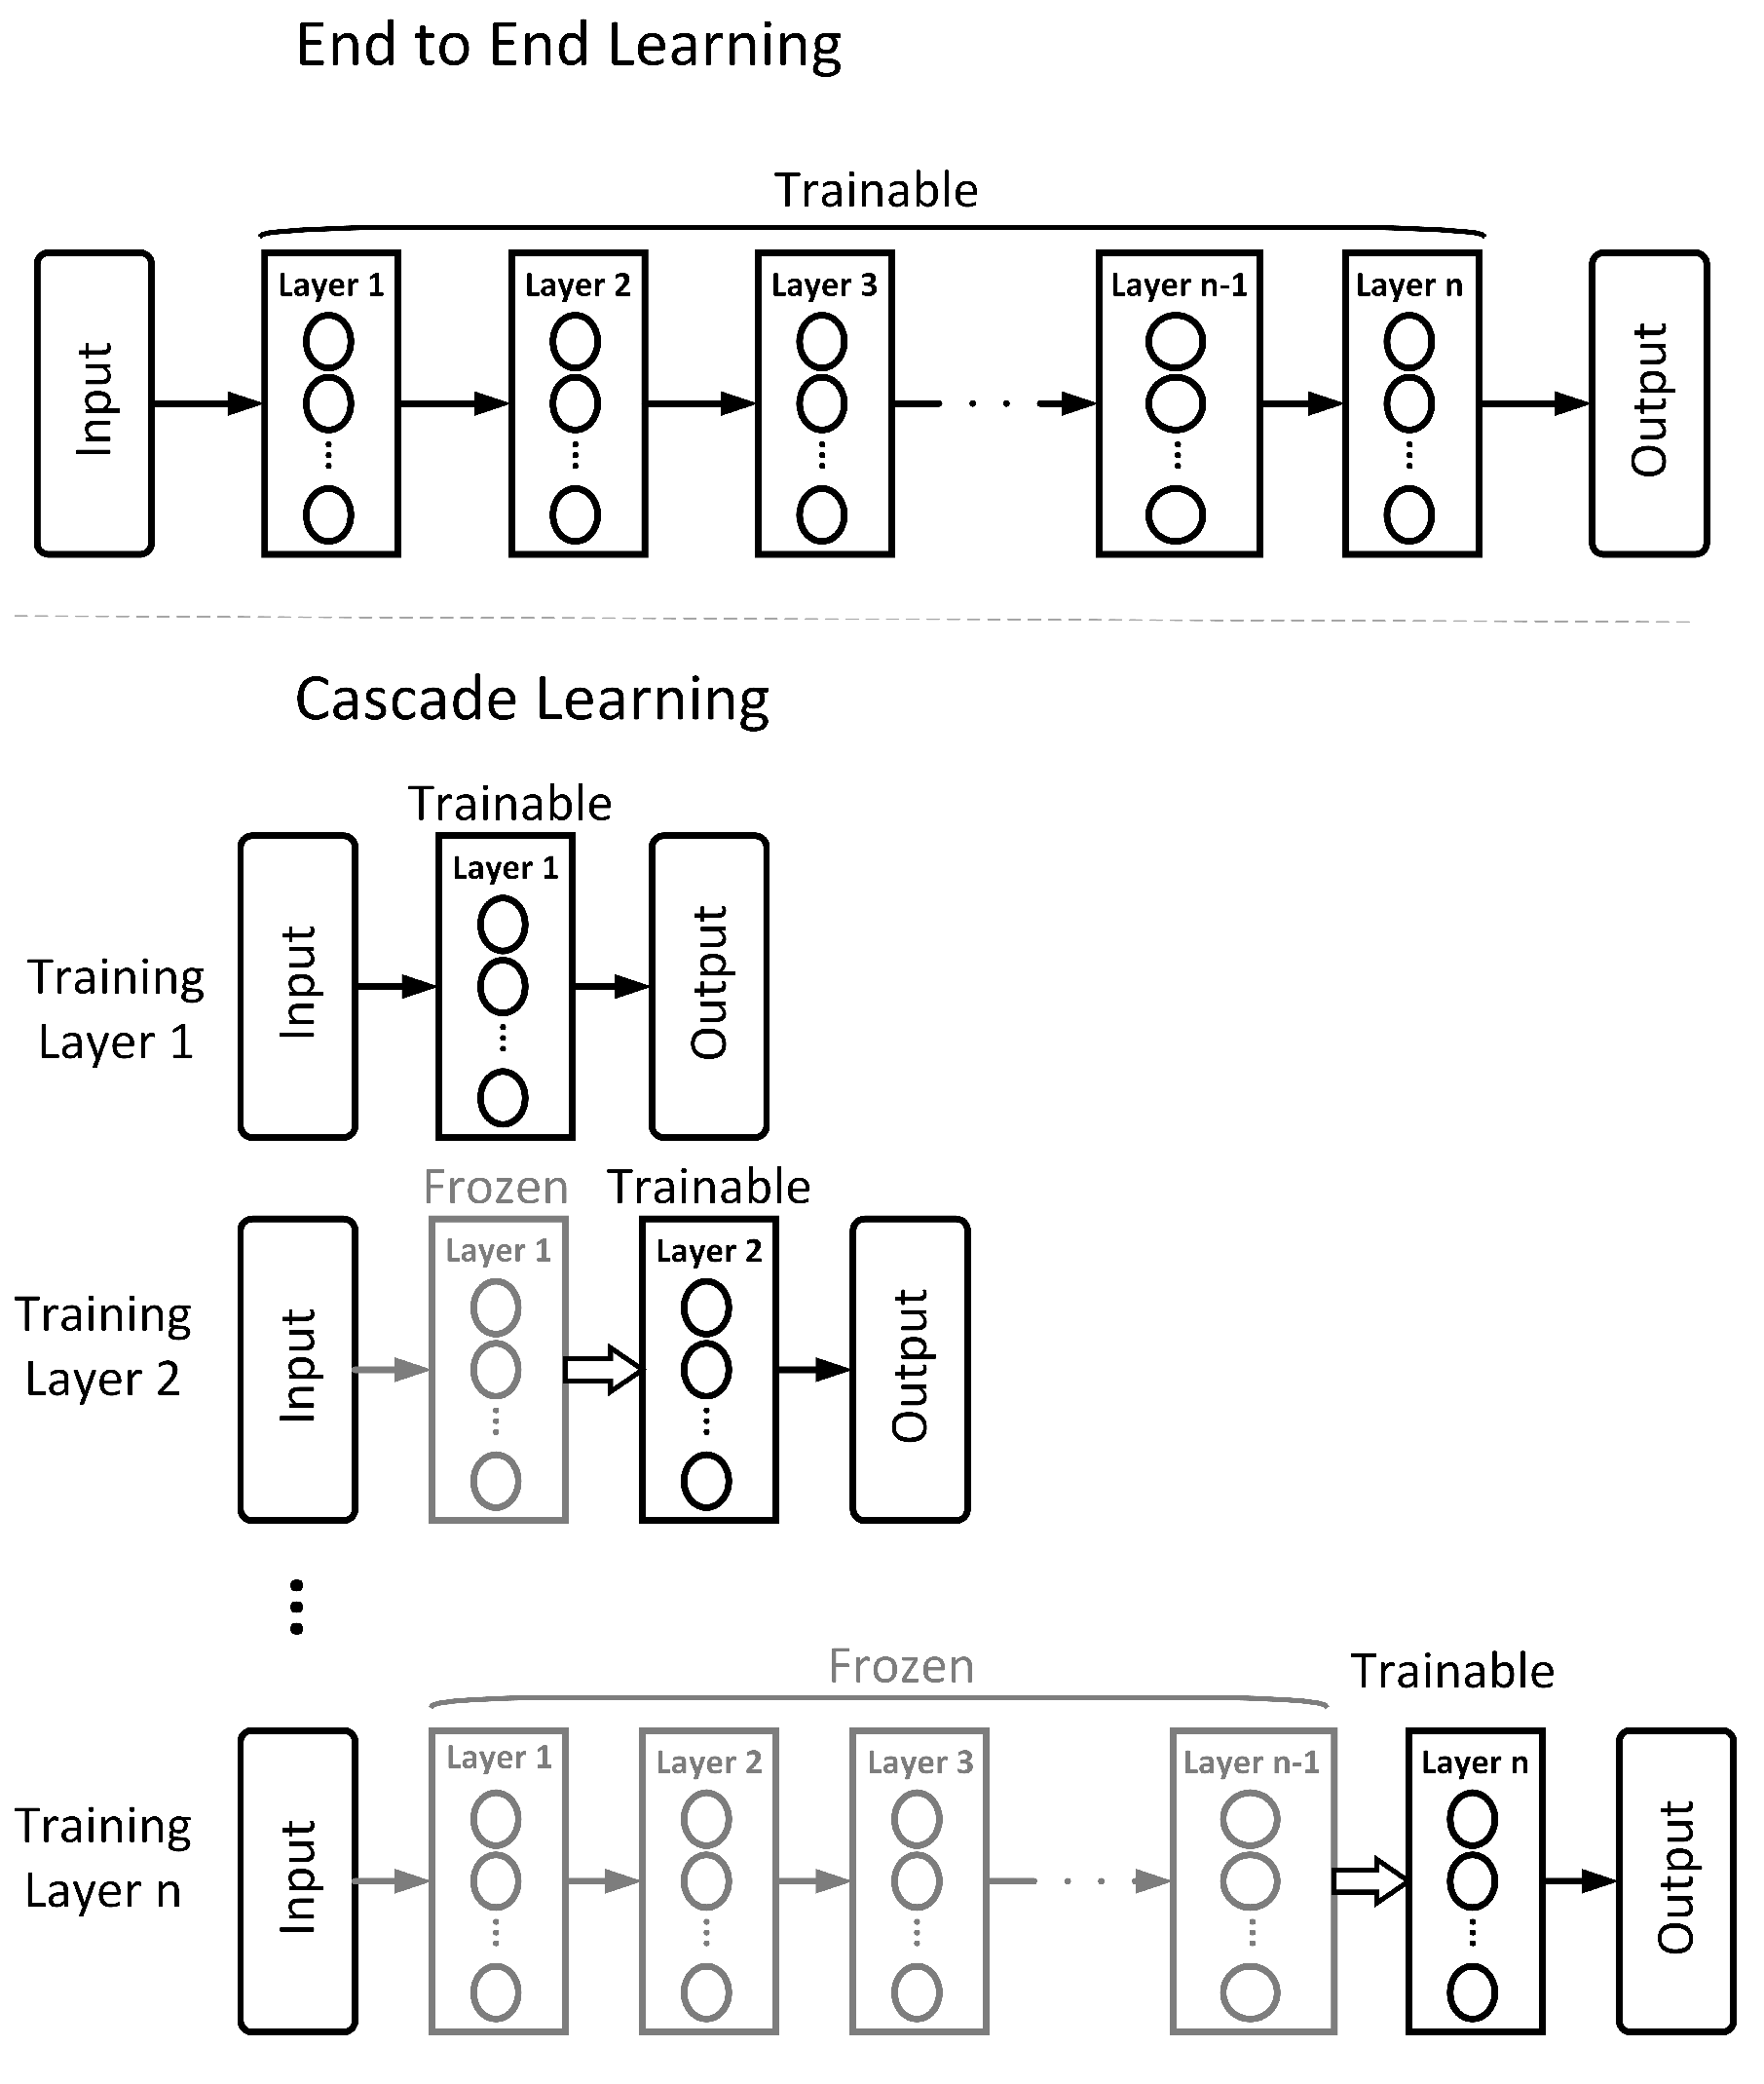 End to End Learning
Trainable
Input
Layer 1
Layer 2
Layer 3
Layer n-1
Layer n
Output
Cascade Learning
Trainable
Training
Layer 1
Input
Layer 1
Output
Frozen
Trainable
Training
Layer 2
Input
Layer 1
Layer 2
Output
Frozen
Trainable
Training
Layer n
Input
Layer 1
Layer 2
Layer 3
Layer n-1
Layer n
Output